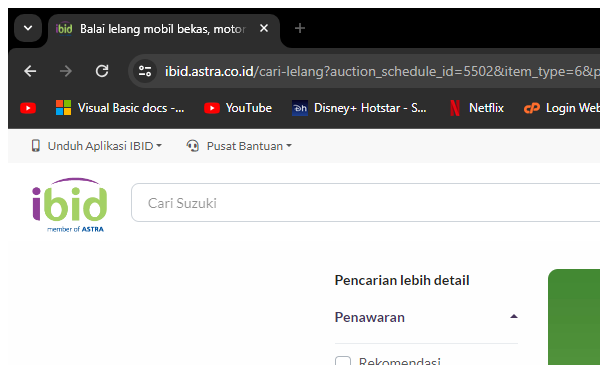 Balai lelang mobil bekas, motor
ibid.astra.co.id/cari-lelang?auction_schedule_id=5502&item_type=6&p
Visual Basic docs -... YouTube Disney+ Hotstar - S... Netflix Login Web
Unduh Aplikasi IBID Pusat Bantuan
ibid
member of ASTRA
Cari Suzuki
Pencarian lebih detail
Penawaran
Rekomendasi